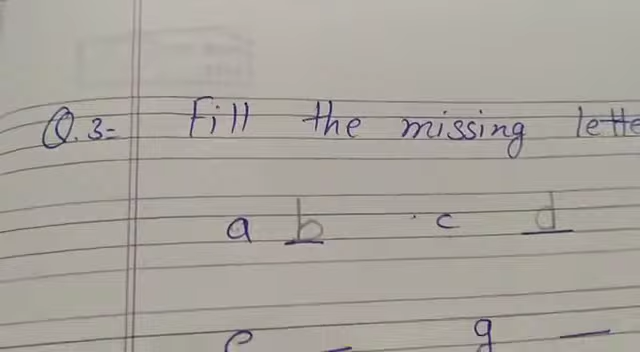 Q.3= Fill the missing lette
a b c d
e _ g _